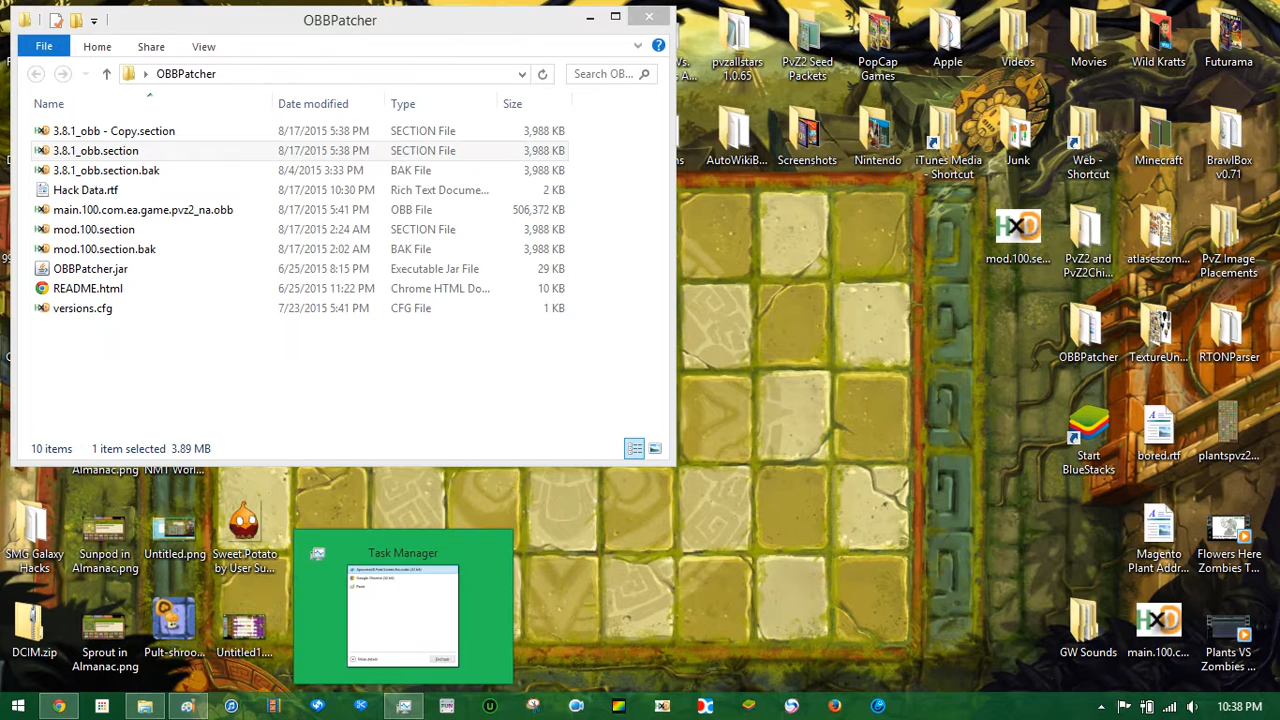 OBBPatcher
File Home Share View
OBBPatcher
Search OB...
Name Date modified Type Size
3.8.1_obb - Copy.section 8/17/2015 5:38 PM SECTION File 3,988 KB
3.8.1_obb.section 8/17/2015 5:38 PM SECTION File 3,988 KB
3.8.1_obb.section.bak 8/4/2015 3:33 PM BAK File 3,988 KB
Hack Data.rtf 8/17/2015 10:30 PM Rich Text Docume... 2 KB
main.100.com.ea.game.pvz2_na.obb 8/17/2015 5:41 PM OBB File 506,372 KB
mod.100.section 8/17/2015 2:24 AM SECTION File 3,988 KB
mod.100.section.bak 8/17/2015 2:02 AM BAK File 3,988 KB
OBBPatcher.jar 6/25/2015 8:15 PM Executable Jar File 29 KB
README.html 6/25/2015 11:22 PM Chrome HTML Do... 10 KB
versions.cfg 7/23/2015 5:41 PM CFG File 1 KB
10 items 1 item selected 3.89 MB
pvzallstars
1.0.65
PvZ2 Seed
Packets
PopCap
Games
Apple
Videos
Movies
Wild Kratts
Futurama
AutoWikiB...
Screenshots
Nintendo
iTunes Media
- Shortcut
Junk
Web -
Shortcut
Minecraft
BrawlBox
v0.71
HXD
mod.100.se...
PvZ2 and
PvZ2Chi...
atlaseszom...
PvZ Image
Placements
OBBPatcher
TextureUn...
RTONParser
Start
BlueStacks
bored.rtf
plantspvz2...
Almanac.png
NMT Worl...
SMG Galaxy
Hacks
Sunpod in
Almanac.png
Untitled.png
Sweet Potato
by User Su...
Task Manager
Google Chrome (32 bit)
Paint
Magento
Plant Addr...
Flowers Here
Zombies T...
DCIM.zip
Sprout in
Almanac.png
Pult-shroo...
Untitled1....
GW Sounds
HXD
main.100.c...
Plants VS
Zombies ...
FUN
10:38 PM